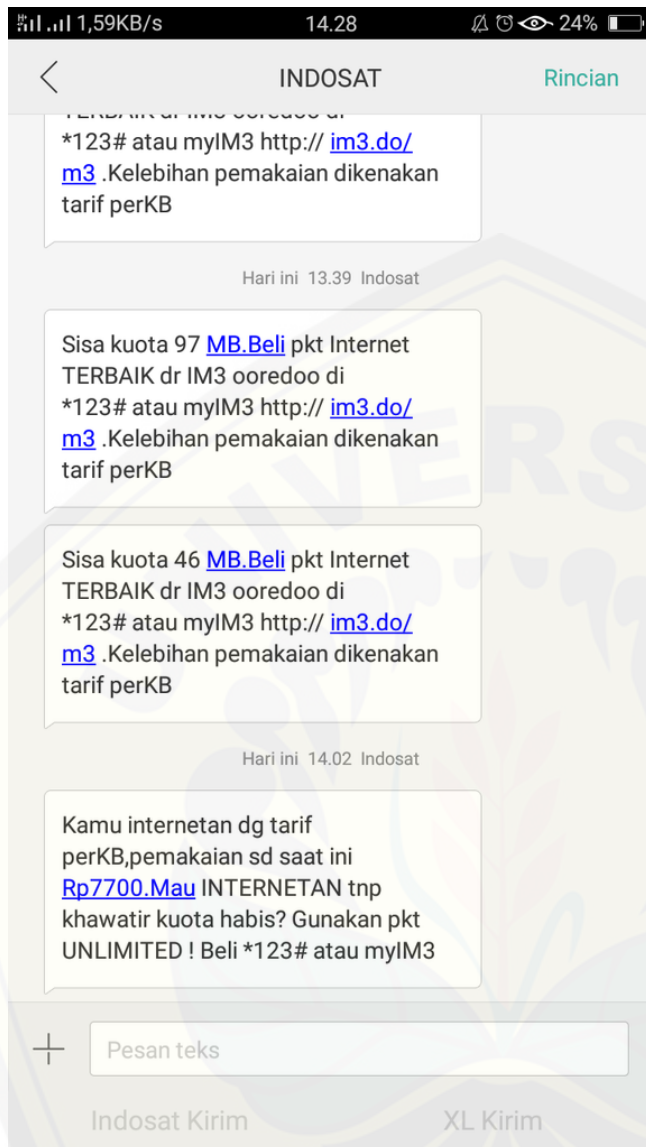 1,59KB/s 14.28 24%
INDOSAT Rincian
TERBAIK dr IM3 ooredoo di
*123# atau myIM3 http:// im3.do/
m3 .Kelebihan pemakaian dikenakan
tarif perKB
Hari ini 13.39 Indosat
Sisa kuota 97 MB.Beli pkt Internet
TERBAIK dr IM3 ooredoo di
*123# atau myIM3 http:// im3.do/
m3 .Kelebihan pemakaian dikenakan
tarif perKB
Sisa kuota 46 MB.Beli pkt Internet
TERBAIK dr IM3 ooredoo di
*123# atau myIM3 http:// im3.do/
m3 .Kelebihan pemakaian dikenakan
tarif perKB
Hari ini 14.02 Indosat
Kamu internetan dg tarif
perKB,pemakaian sd saat ini
Rp7700.Mau INTERNETAN tnp
khawatir kuota habis? Gunakan pkt
UNLIMITED ! Beli *123# atau myIM3
Pesan teks
Indosat Kirim XL Kirim